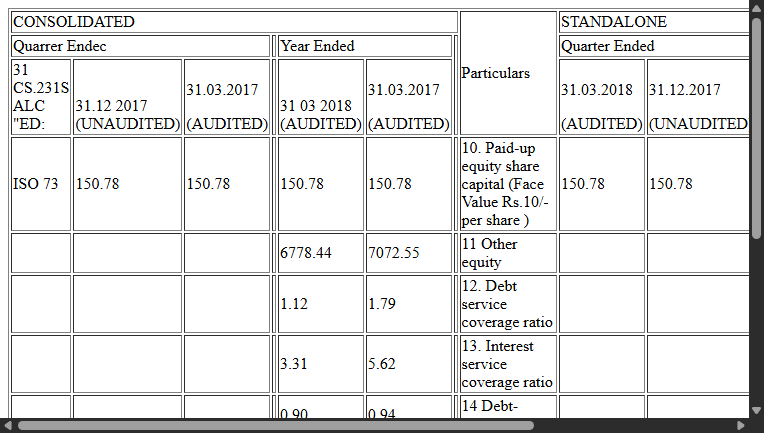 CONSOLIDATED STANDALONE
Quarrer Endec Year Ended Particulars Quarter Ended
31 CS.231S ALC "ED: 31.12 2017 (UNAUDITED) 31.03.2017 (AUDITED) 31 03 2018 (AUDITED) 31.03.2017 (AUDITED) 31.03.2018 (AUDITED) 31.12.2017 (UNAUDITED
ISO 73 150.78 150.78 150.78 150.78 10. Paid-up equity share capital (Face Value Rs.10/- per share ) 150.78 150.78
6778.44 7072.55 11 Other equity
1.12 1.79 12. Debt service coverage ratio
3.31 5.62 13. Interest service coverage ratio
0.90 0.94 14 Debt-